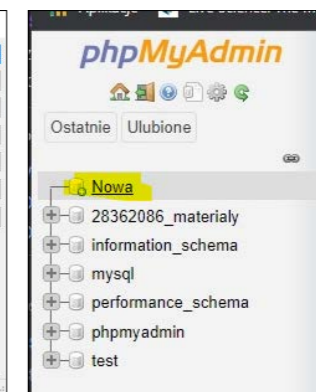 phpMyAdmin
Ostatnie Ulubione
Nowa
28362086_materialy
information_schema
mysql
performance_schema
phpmyadmin
test